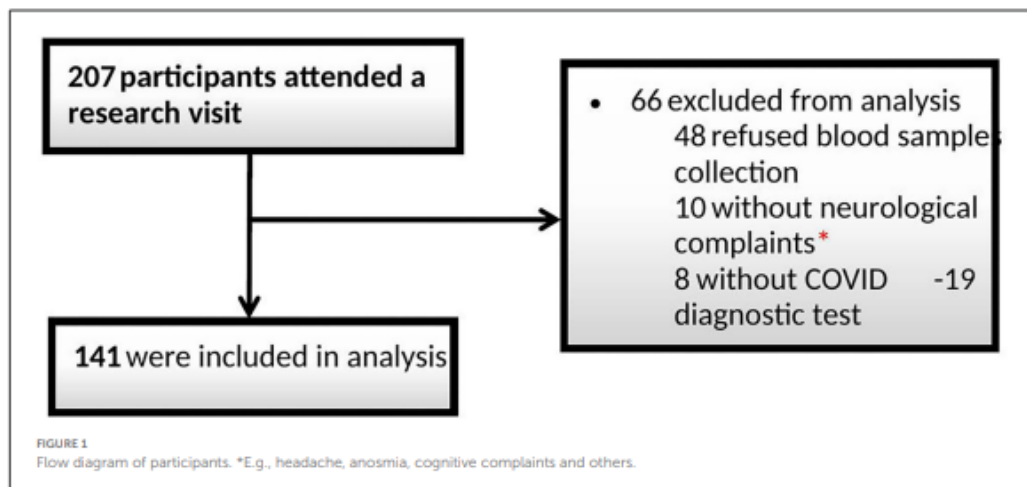 207 participants attended a
research visit
• 66 excluded from analysis
48 refused blood samples
collection
10 without neurological
complaints*
8 without COVID -19
diagnostic test
141 were included in analysis
FIGURE 1
Flow diagram of participants. *E.g., headache, anosmia, cognitive complaints and others.